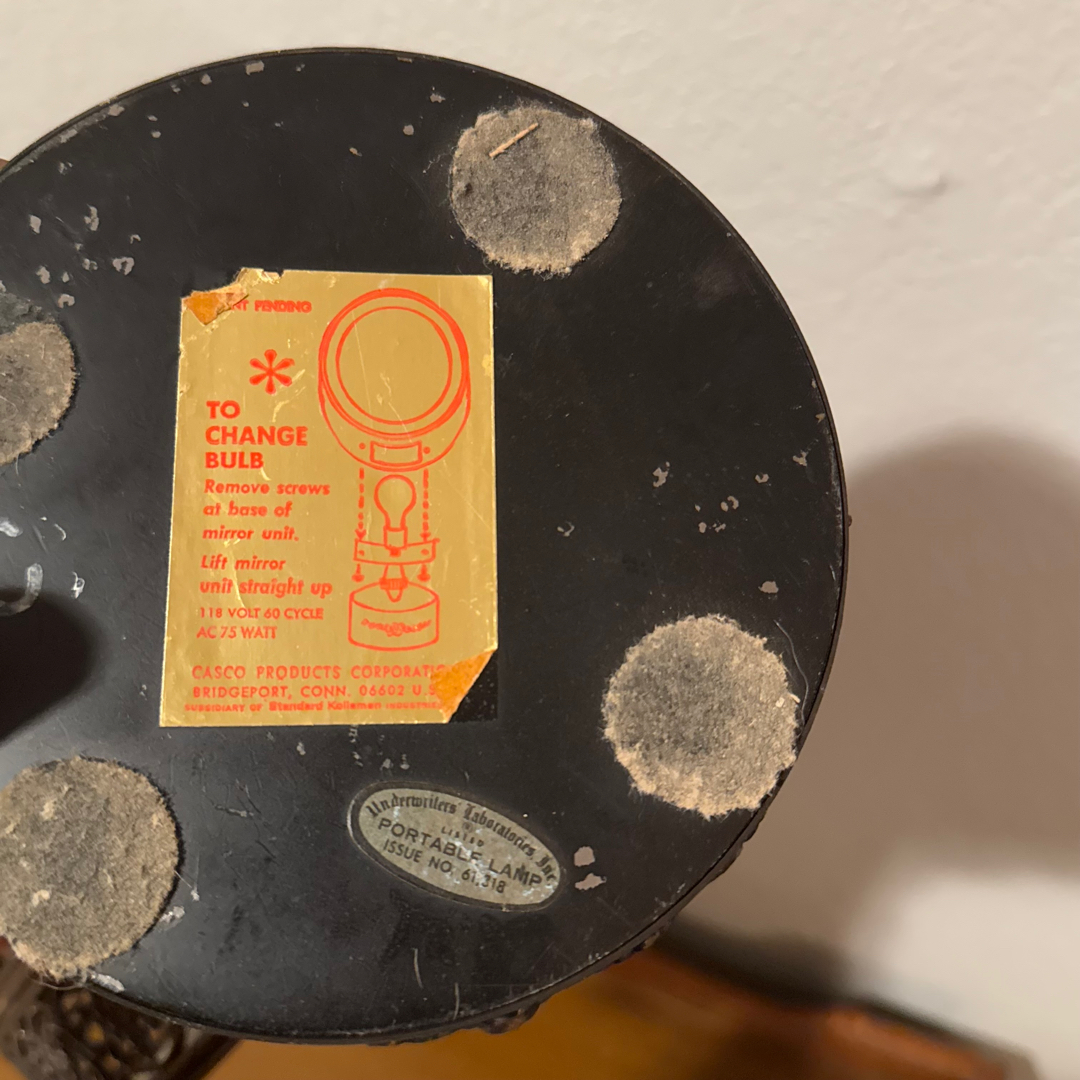 NT PENDING
*
TO
CHANGE
BULB
Remove screws
at base of
mirror unit.
Lift mirror
unit straight up
118 VOLT 60 CYCLE
AC 75 WATT
CASCO PRODUCTS CORPORATIO
BRIDGEPORT, CONN. 06602 U.S
SUBSIDIARY OF Standard Kollsman INDUSTRIES
Underwriters' Laboratories, Inc.
LISTED
PORTABLE LAMP
ISSUE NO. 61,318